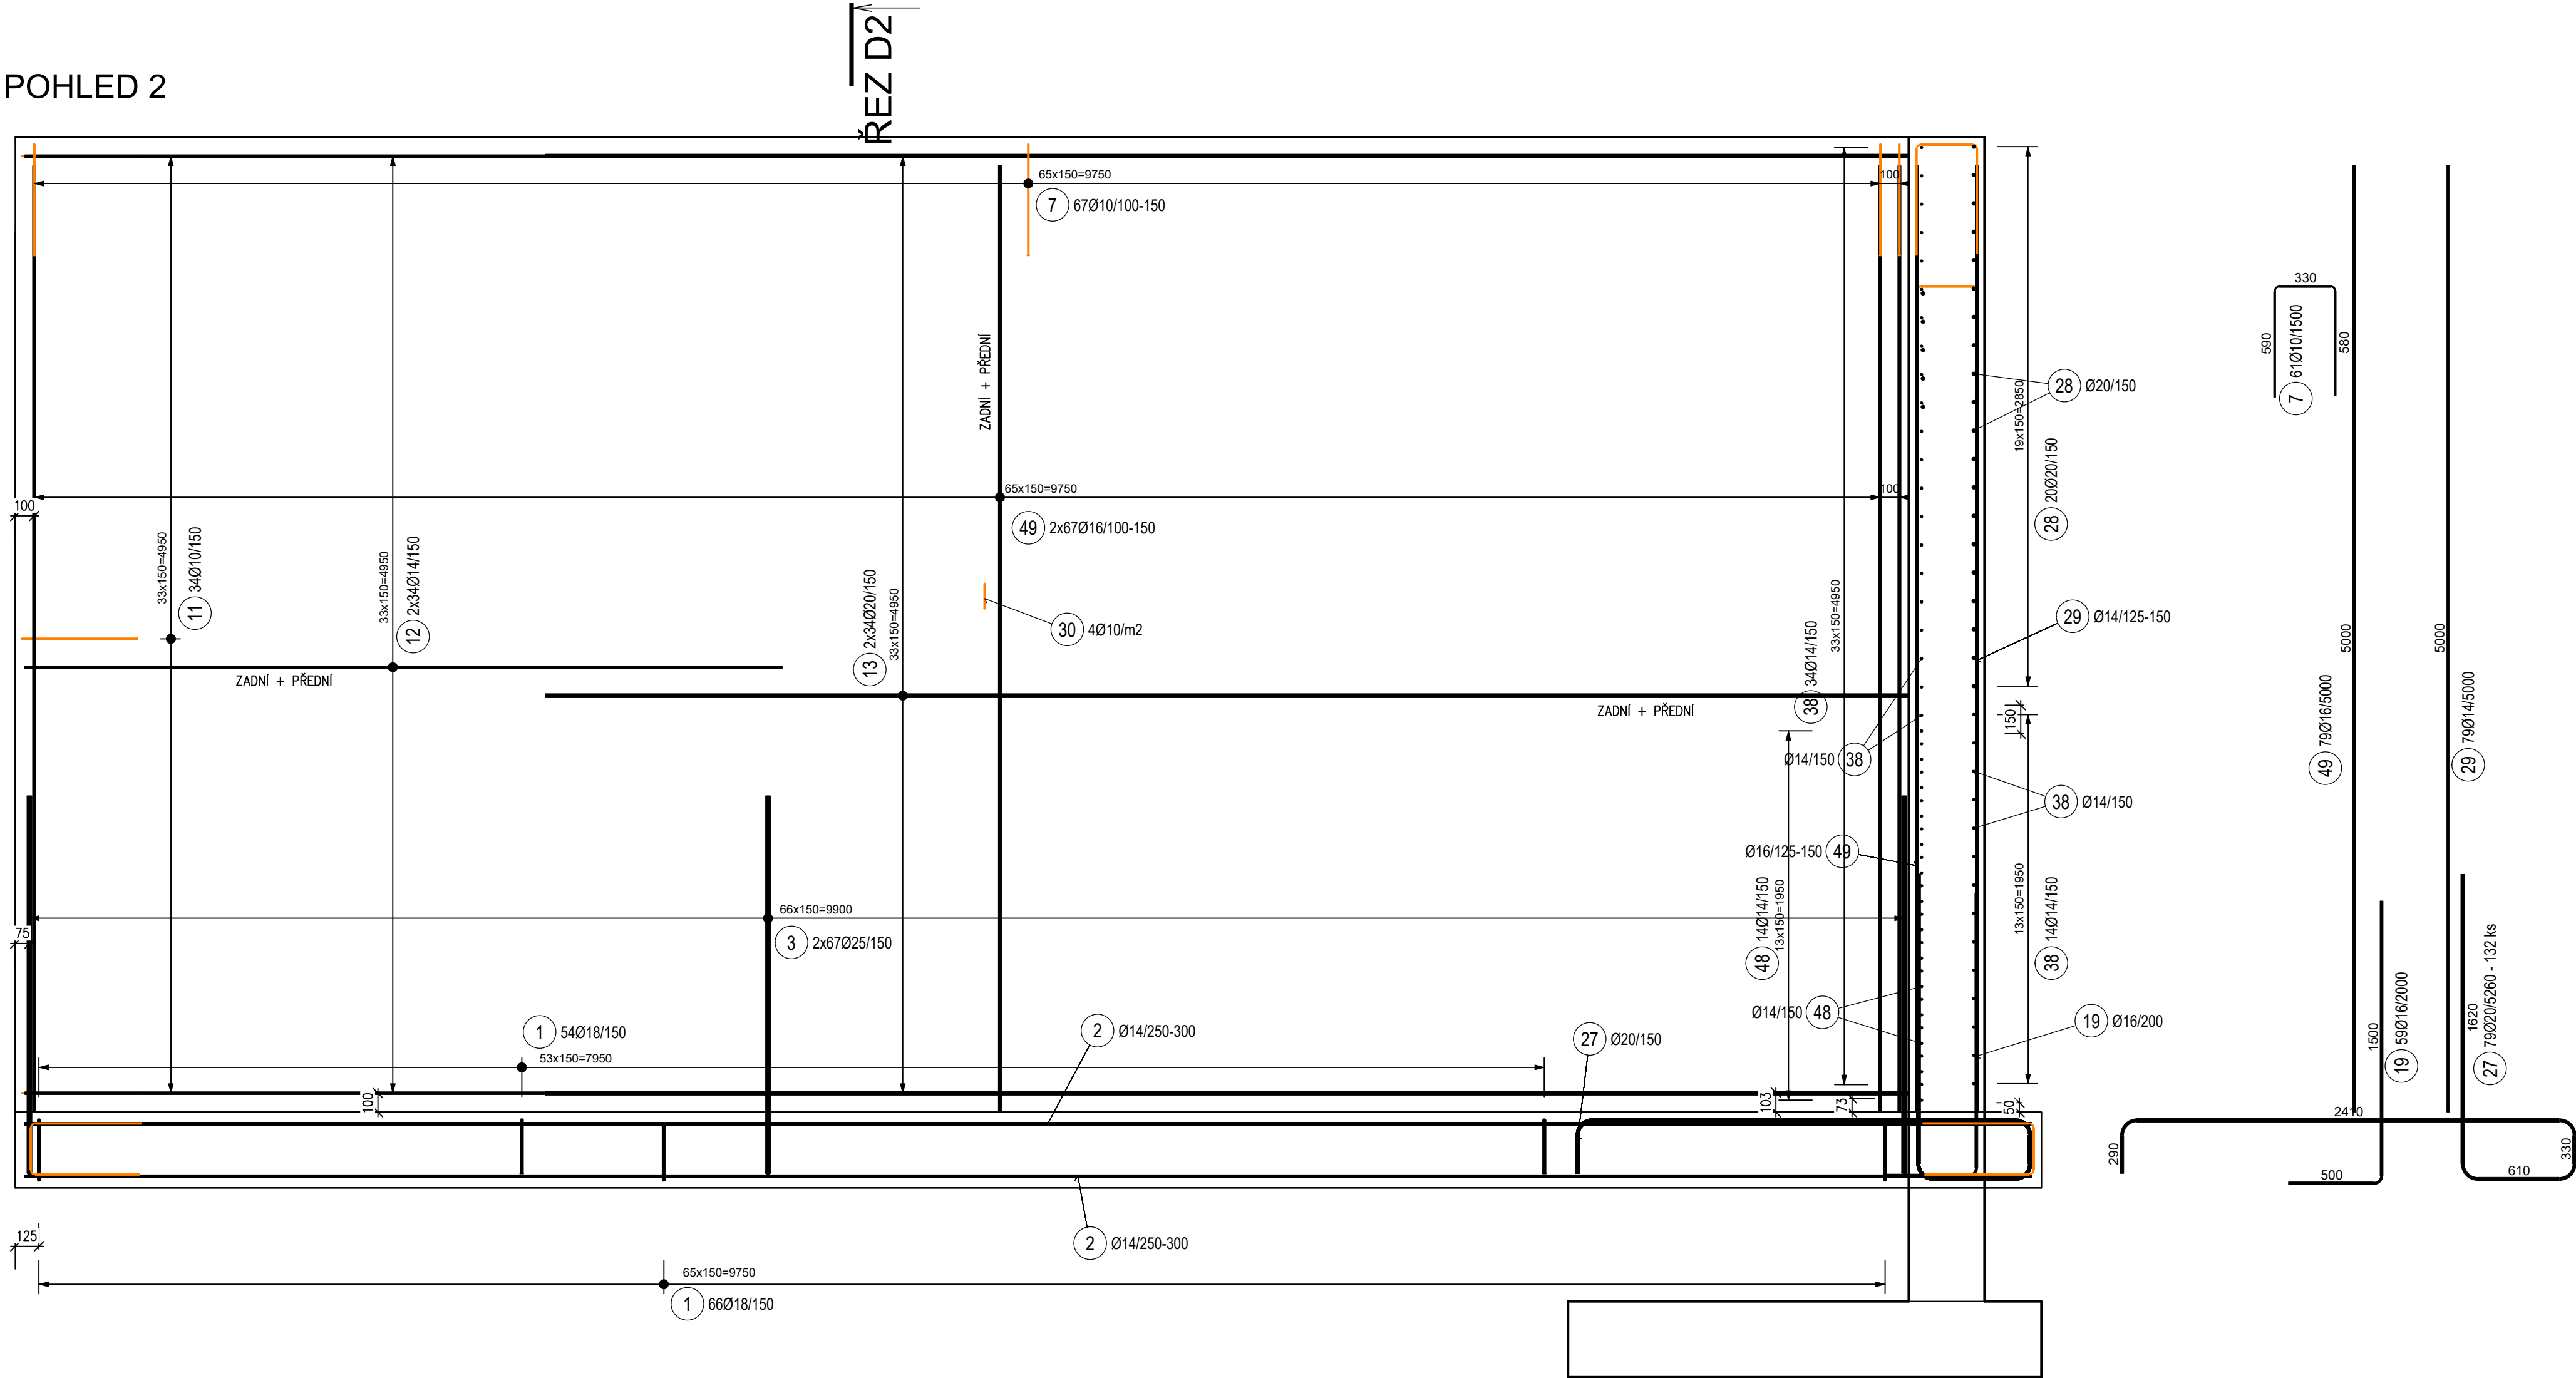 ŘEZ D2
POHLED 2
65x150=9750
100
7 67Ø10/100-150
ZADNÍ + PŘEDNÍ
65x150=9750
100
49 2x67Ø16/100-150
100
33x150=4950
11 34Ø10/150
33x150=4950
12 2x34Ø14/150
13 2x34Ø20/150
33x150=4950
30 4Ø10/m2
ZADNÍ + PŘEDNÍ
ZADNÍ + PŘEDNÍ
38 34Ø14/150
33x150=4950
19x150=2850
28 Ø20/150
28 20Ø20/150
29 Ø14/125-150
150
Ø14/150 38
38 Ø14/150
Ø16/125-150 49
48 14Ø14/150
13x150=1950
13x150=1950
38 14Ø14/150
Ø14/150 48
19 Ø16/200
75
66x150=9900
3 2x67Ø25/150
1 54Ø18/150
53x150=7950
2 Ø14/250-300
27 Ø20/150
100
103
73
50
2 Ø14/250-300
125
65x150=9750
1 66Ø18/150
330
590
7 61Ø10/1500
580
5000
49 79Ø16/5000
5000
29 79Ø14/5000
1500
19 59Ø16/2000
1620
27 79Ø20/5260 - 132 ks
2410
290
500
610
330